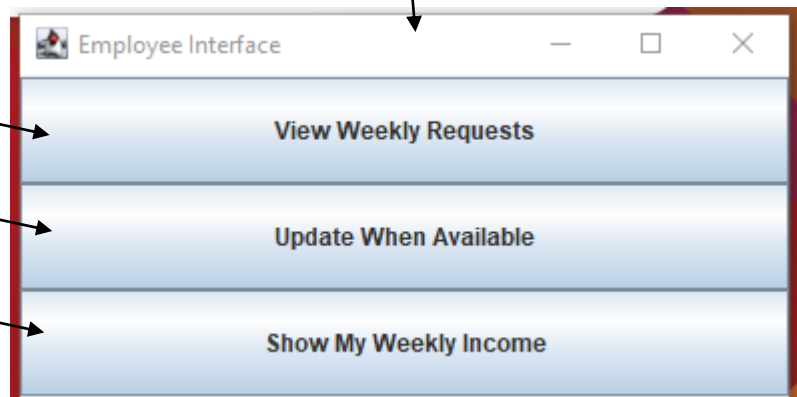 Employee Interface
View Weekly Requests
Update When Available
Show My Weekly Income